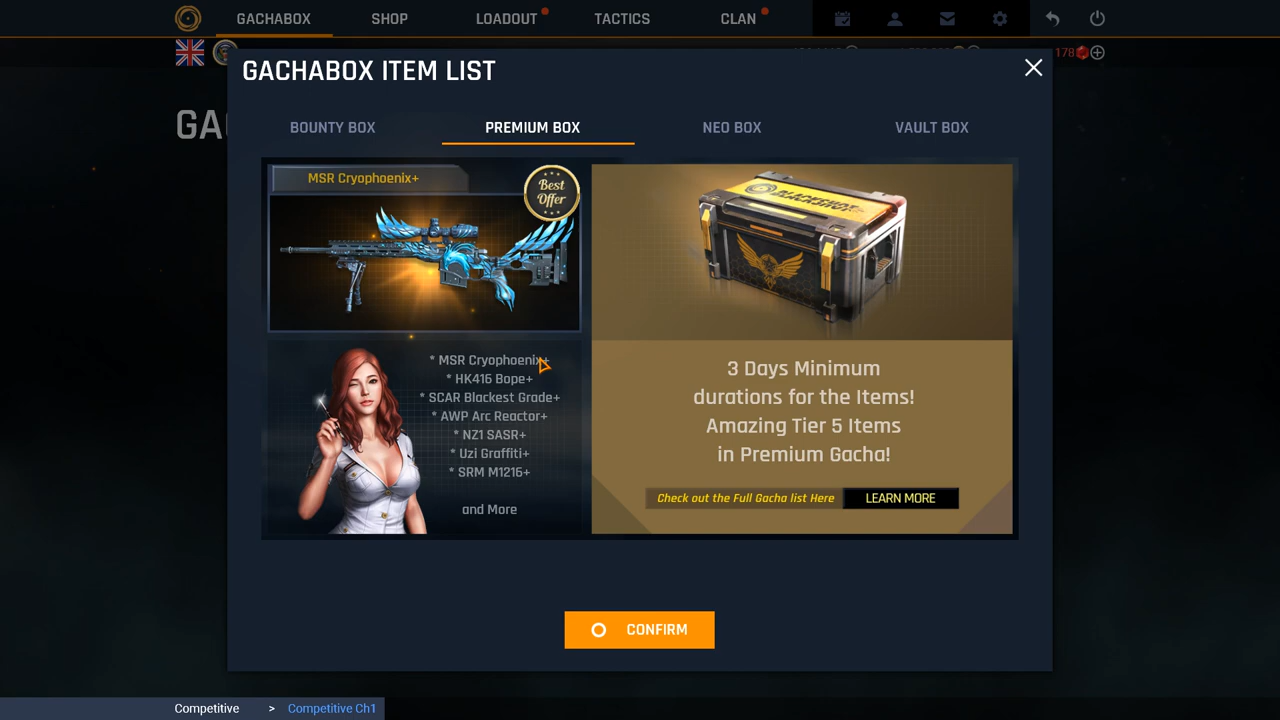 GACHABOX
SHOP
LOADOUT
TACTICS
CLAN
178
GA
GACHABOX ITEM LIST
BOUNTY BOX
PREMIUM BOX
NEO BOX
VAULT BOX
MSR Cryophoenix+
Best
Offer
* MSR Cryophoenix+
* HK416 Bope+
* SCAR Blackest Grade+
* AWP Arc Reactor+
* NZ1 SASR+
* Uzi Graffiti+
* SRM M1216+
and More
BLACKSHOT
3 Days Minimum
durations for the Items!
Amazing Tier 5 Items
in Premium Gacha!
Check out the Full Gacha list Here
LEARN MORE
CONFIRM
Competitive > Competitive Ch1